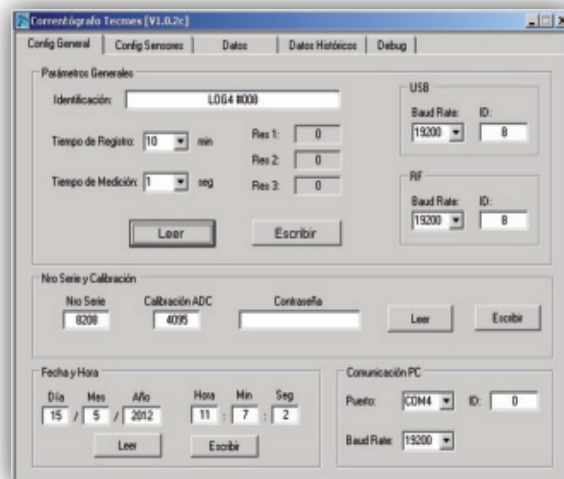 Correntógrafo Tecmes [V1.0.2c]
Config General Config Sensores Datos Datos Históricos Debug
Parámetros Generales
Identificación: LOG4 #008
Tiempo de Registro: 10 min
Tiempo de Medición: 1 seg
Res 1: 0
Res 2: 0
Res 3: 0
Leer Escribir
USB
Baud Rate: ID:
19200 8
RF
Baud Rate: ID:
19200 8
Nro Serie y Calibración
Nro Serie Calibración ADC Contraseña
8208 4095 Leer Escribir
Fecha y Hora
Día Mes Año Hora Min Seg
15 / 5 / 2012 11 : 7 : 2
Leer Escribir
Comunicación PC
Puerto: COM4 ID: 0
Baud Rate: 19200